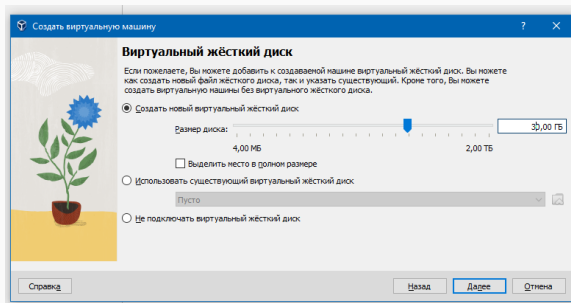 Создать виртуальную машину
Виртуальный жёсткий диск
Если пожелаете, Вы можете добавить к создаваемой машине виртуальный жёсткий диск. Вы можете
как создать новый файл жёсткого диска, так и указать существующий. Кроме того, Вы можете
создать виртуальную машины без виртуального жёсткого диска.
Создать новый виртуальный жёсткий диск
Размер диска:
30,00 ГБ
4,00 МБ 2,00 ТБ
Выделить место в полном размере
Использовать существующий виртуальный жёсткий диск
Пусто
Не подключать виртуальный жёсткий диск
Справка Назад Далее Отмена